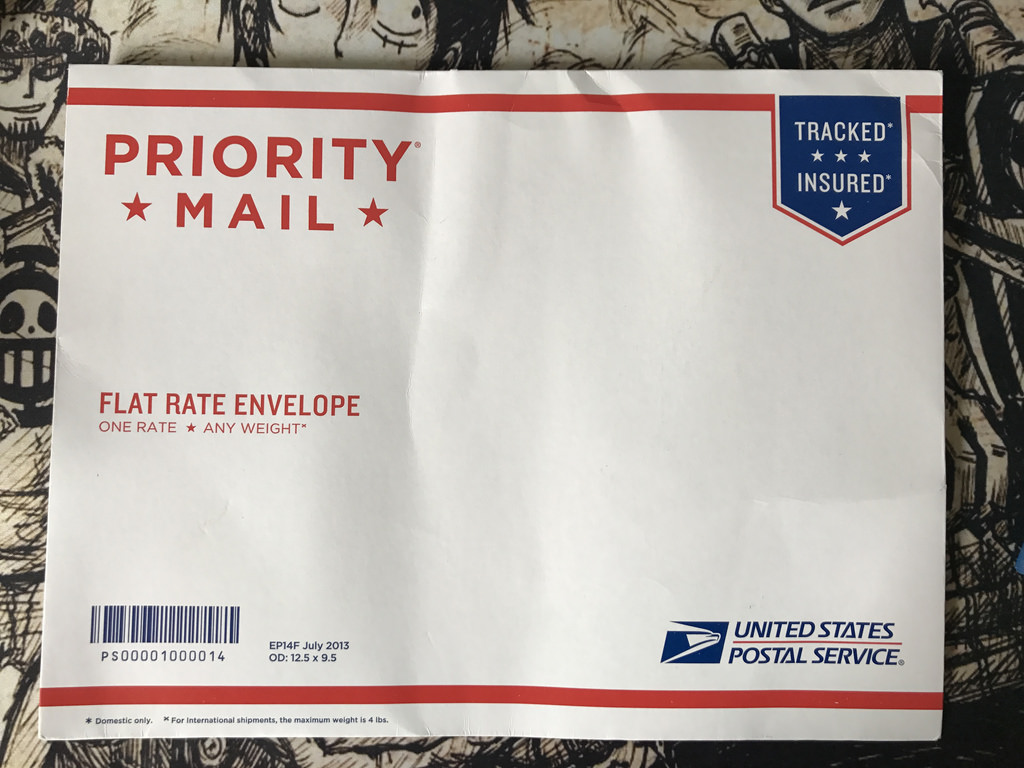 PRIORITY®
★ MAIL ★
TRACKED*
★ ★ ★
INSURED*
★
FLAT RATE ENVELOPE
ONE RATE ★ ANY WEIGHT*
PS00001000014
EP14F July 2013
OD: 12.5 x 9.5
UNITED STATES
POSTAL SERVICE®
* Domestic only. * For International shipments, the maximum weight is 4 lbs.